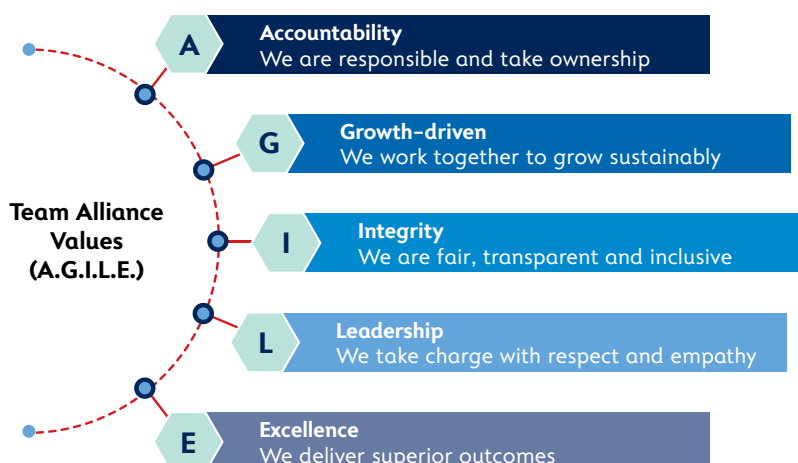 A
Accountability
We are responsible and take ownership
G
Growth-driven
We work together to grow sustainably
Team Alliance
Values
(A.G.I.L.E.)
I
Integrity
We are fair, transparent and inclusive
L
Leadership
We take charge with respect and empathy
E
Excellence
We deliver superior outcomes